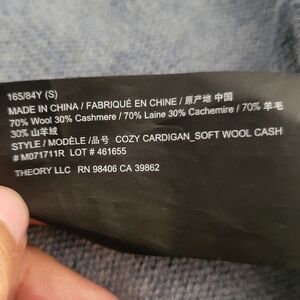 165/84Y (S)
MADE IN CHINA / FABRIQUÉ EN CHINE / 原产地 中国
70% Wool 30% Cashmere / 70% Laine 30% Cachemire / 70% 羊毛
30% 山羊绒
STYLE / MODÈLE /品号 COZY CARDIGAN_SOFT WOOL CASH
# M071711R LOT # 461655
THEORY LLC RN 98406 CA 39862